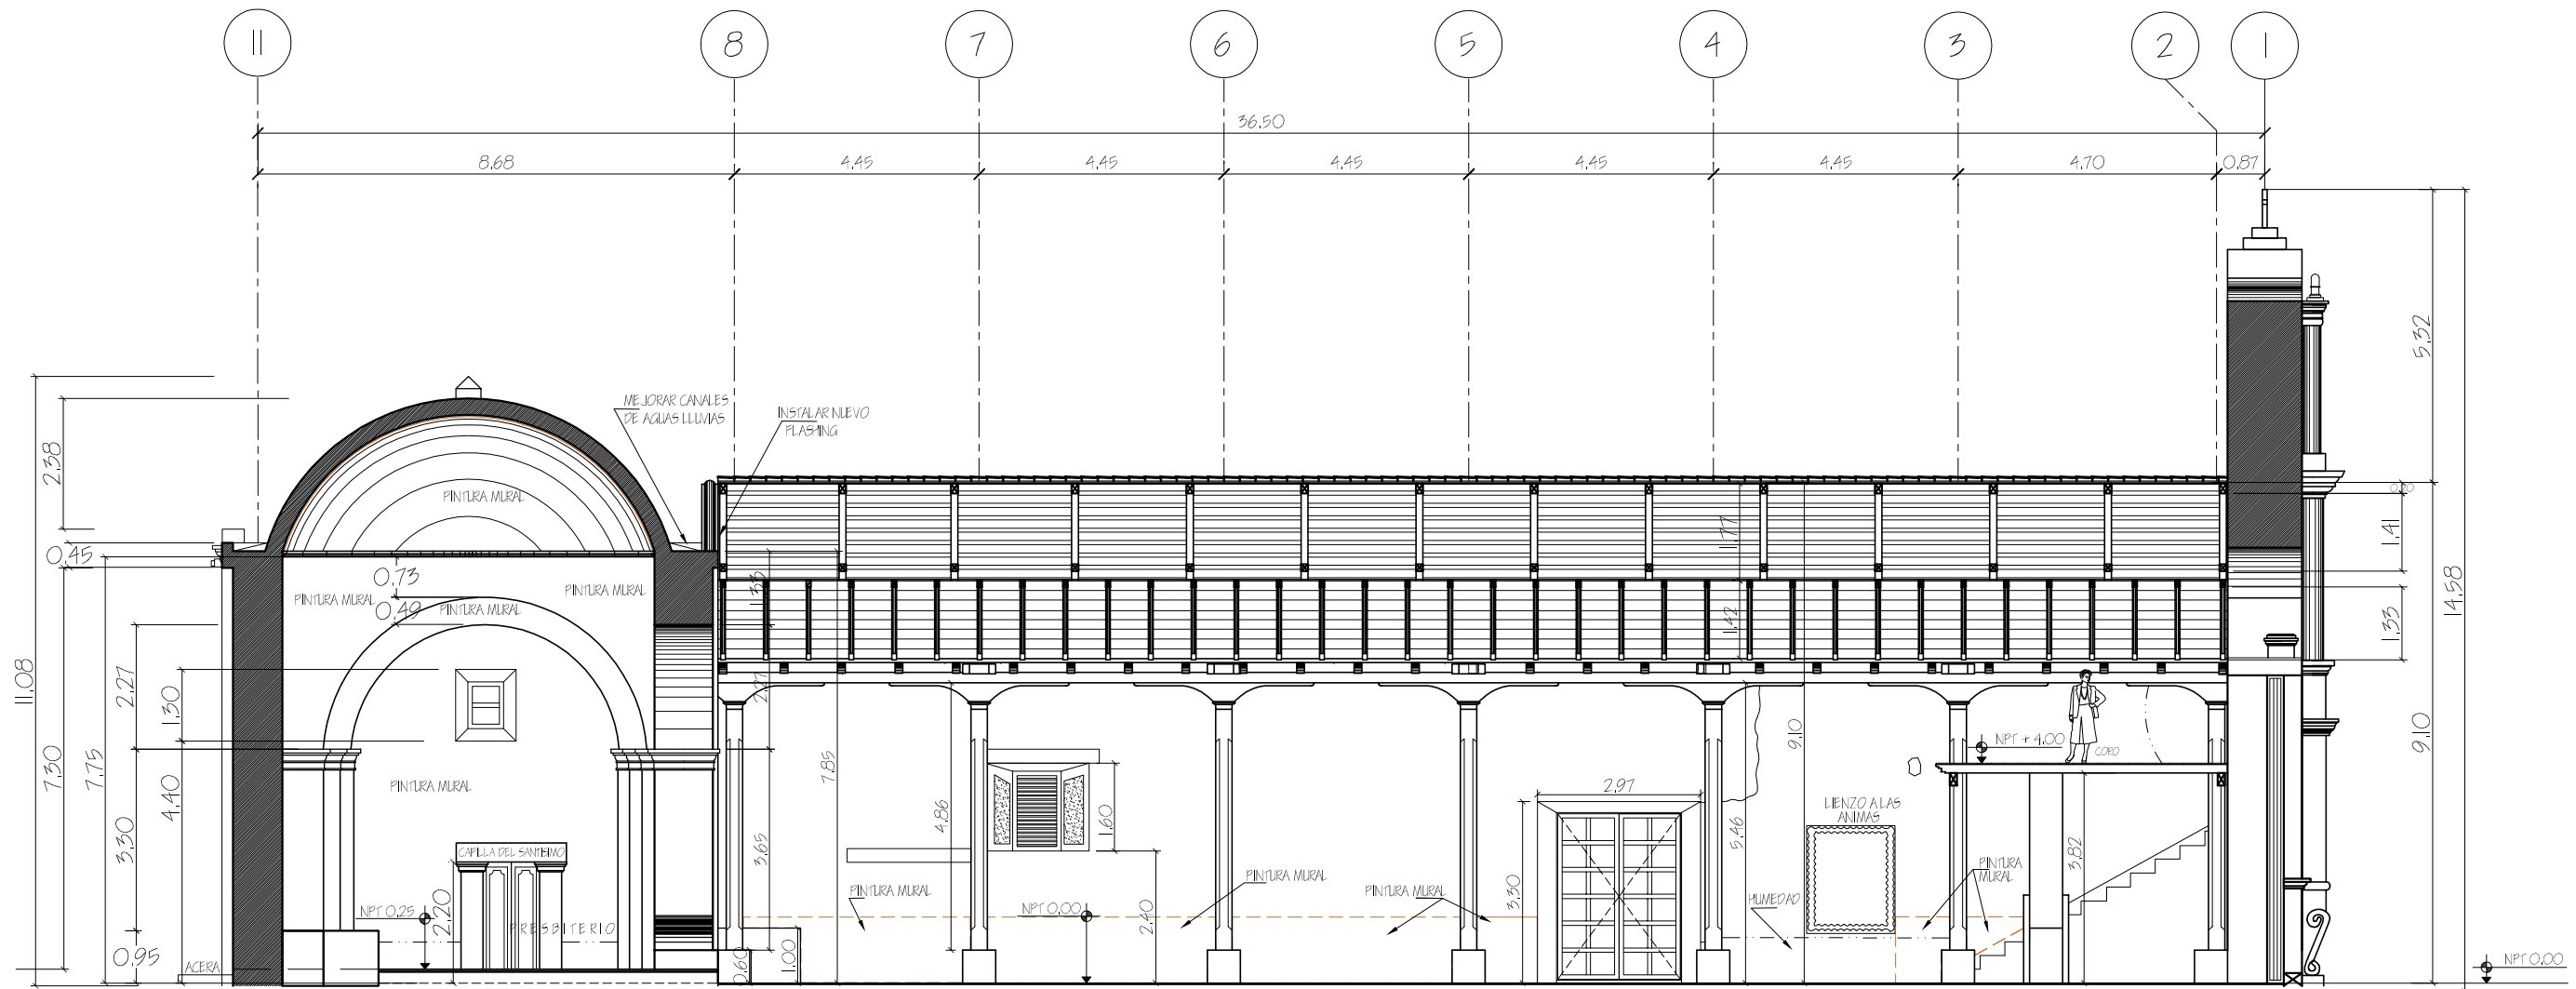 11
8
7
6
5
4
3
2
1
36.50
8.68
4.45
4.45
4.45
4.45
4.45
4.70
0.87
MEJORAR CANALES
DE AGUAS LLUVIAS
INSTALAR NUEVO
FLASHING
5.32
14.58
9.10
0.20
1.41
1.33
11.08
2.38
0.45
7.30
7.75
2.27
3.30
0.95
1.30
4.40
PINTURA MURAL
0.73
0.49
PINTURA MURAL
PINTURA MURAL
PINTURA MURAL
PINTURA MURAL
CAPILLA DEL SANTISIMO
NPT 0.25
2.20
PRESBITERIO
ACERA
1.33
2.27
3.65
7.85
0.60
1.00
1.77
1.42
4.86
1.60
2.40
PINTURA MURAL
NPT 0.00
PINTURA MURAL
PINTURA MURAL
3.30
2.97
5.46
9.10
HUMEDAD
LIENZO A LAS
ANIMAS
NPT + 4.00
CORO
3.82
PINTURA
MURAL
NPT 0.00